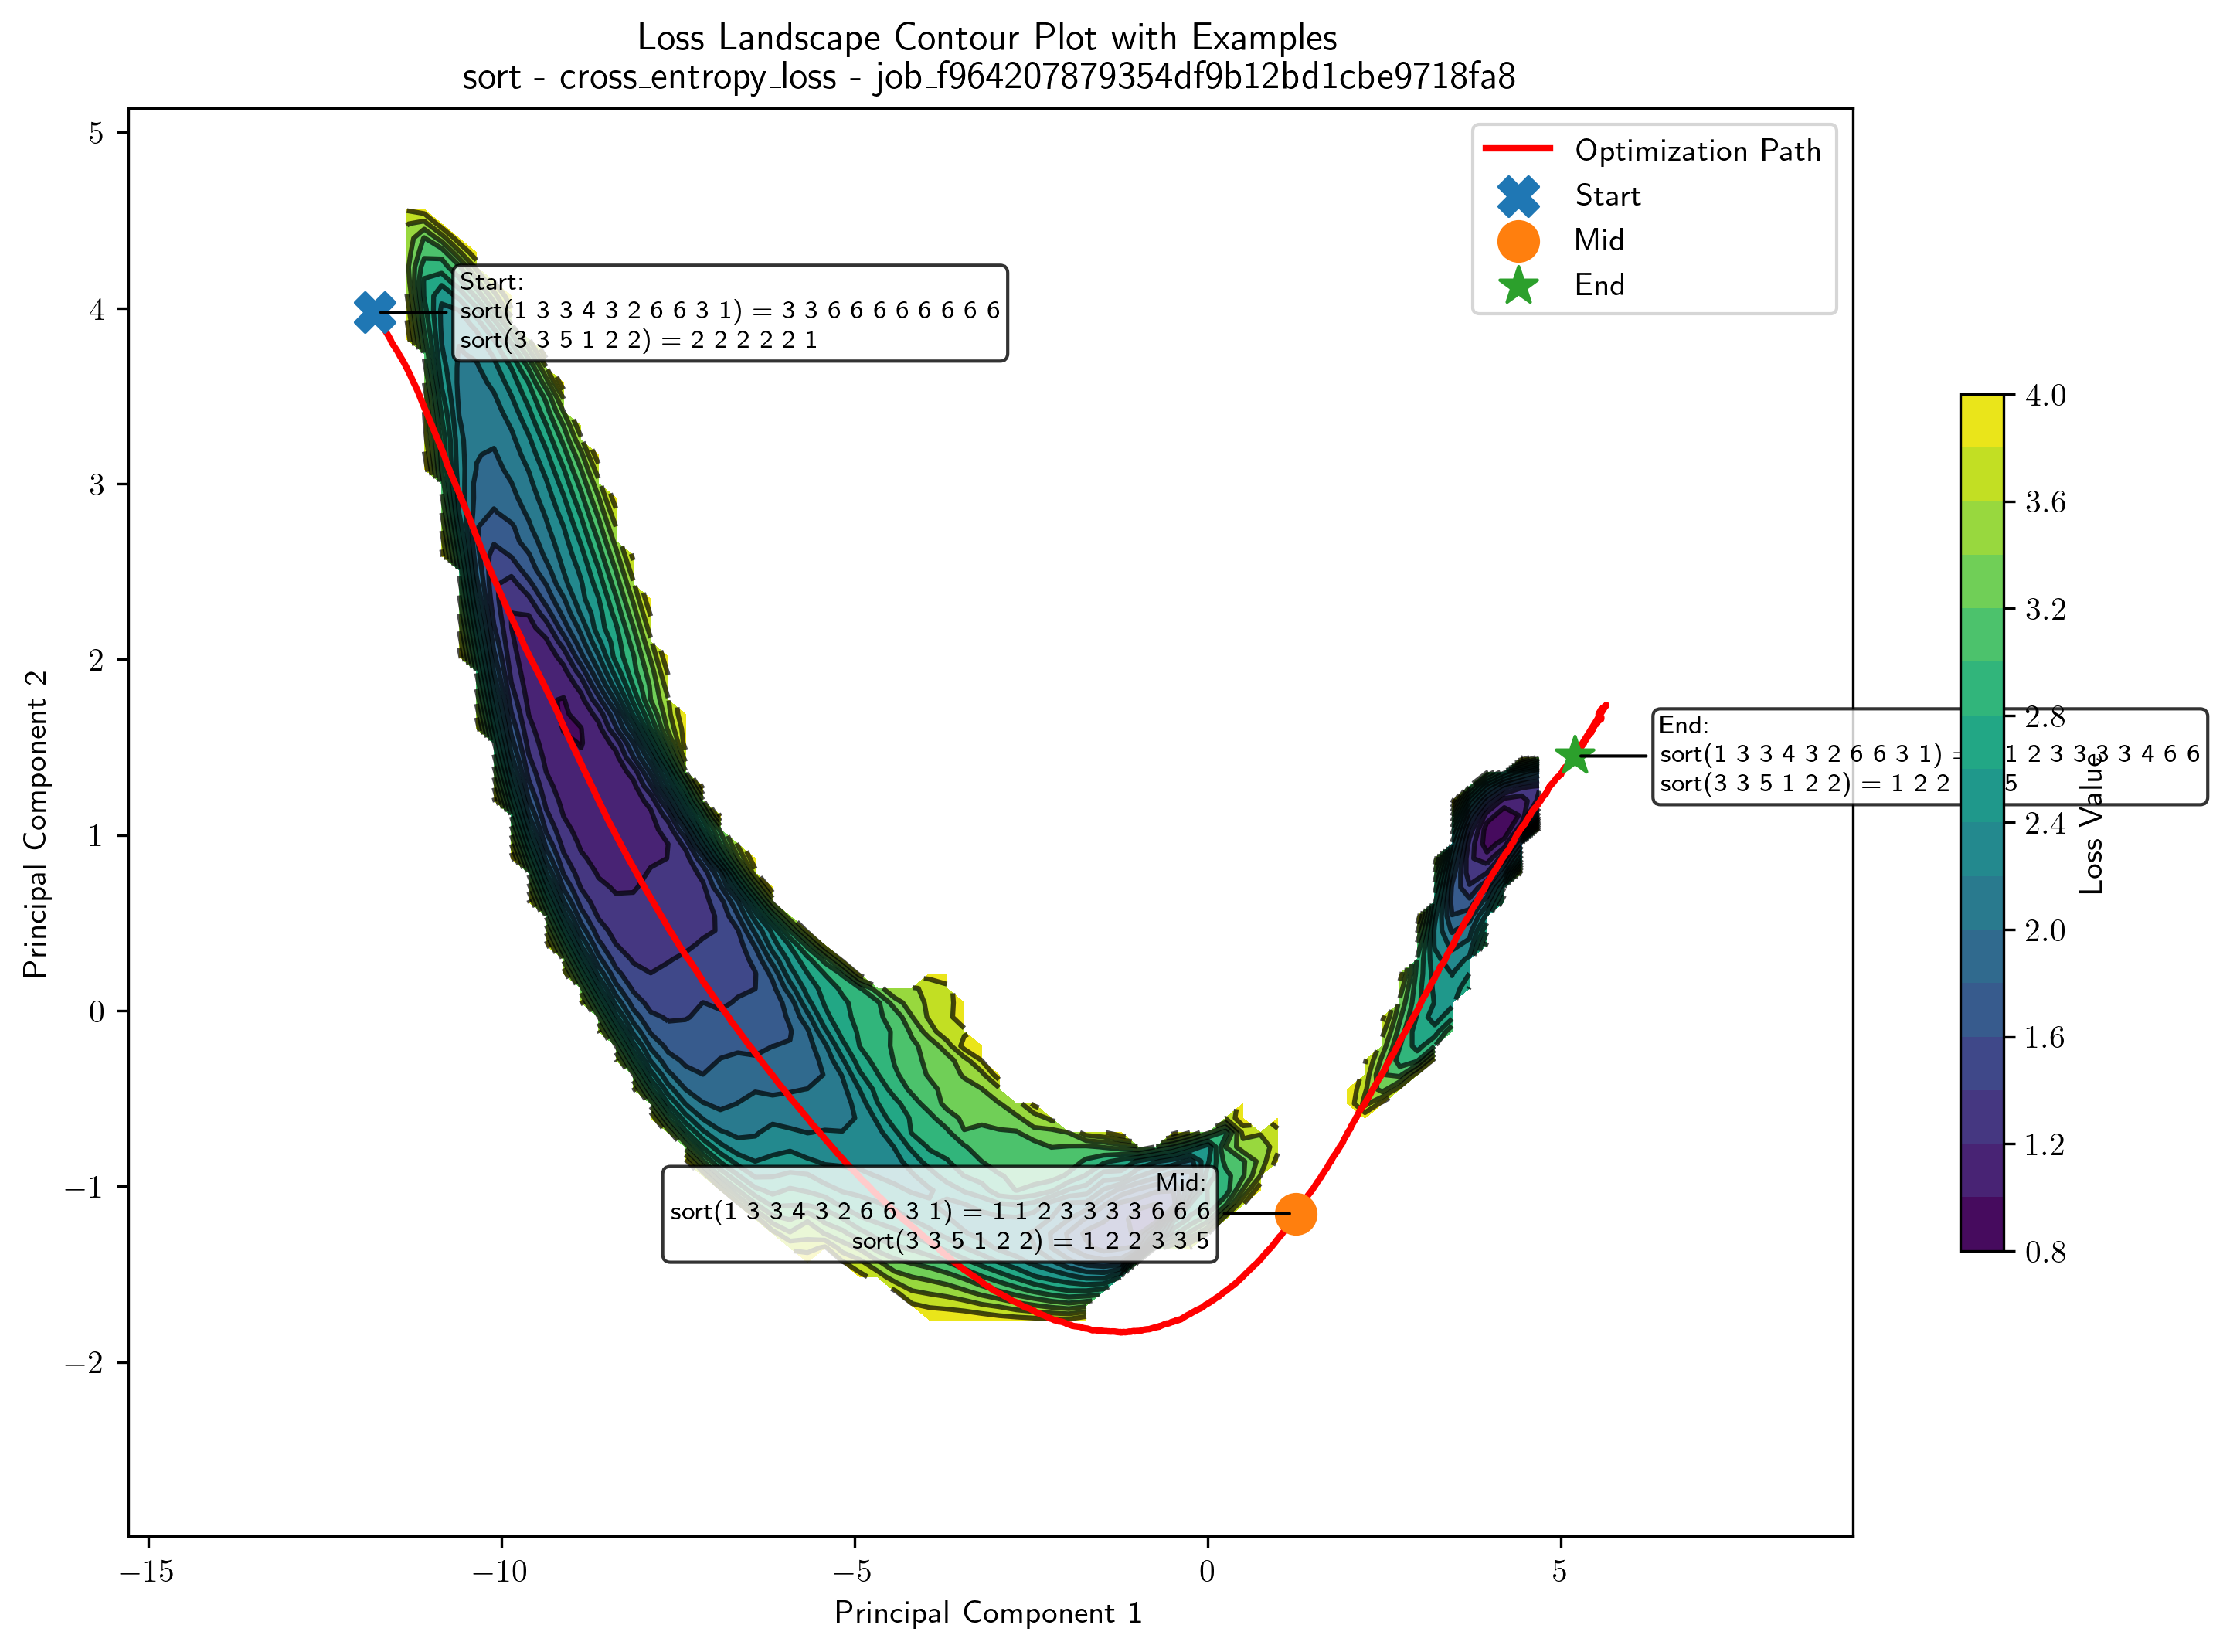 Loss Landscape Contour Plot with Examples
sort - cross_entropy_loss - job_f964207879354df9b12bd1cbe9718fa8
Optimization Path
Start
Mid
End
Start:
sort(1 3 3 4 3 2 6 6 3 1) = 3 3 6 6 6 6 6 6 6 6
sort(3 3 5 1 2 2) = 2 2 2 2 2 1
End:
sort(1 3 3 4 3 2 6 6 3 1) = 1 2 3 3 3 3 4 6 6
sort(3 3 5 1 2 2) = 1 2 2 5
Mid:
sort(1 3 3 4 3 2 6 6 3 1) = 1 1 2 3 3 3 3 6 6 6
sort(3 3 5 1 2 2) = 1 2 2 3 3 5
5
4
3
2
1
0
−1
−2
Principal Component 2
−15
−10
−5
0
5
Principal Component 1
4.0
3.6
3.2
2.8
2.4
2.0
1.6
1.2
0.8
Loss Value